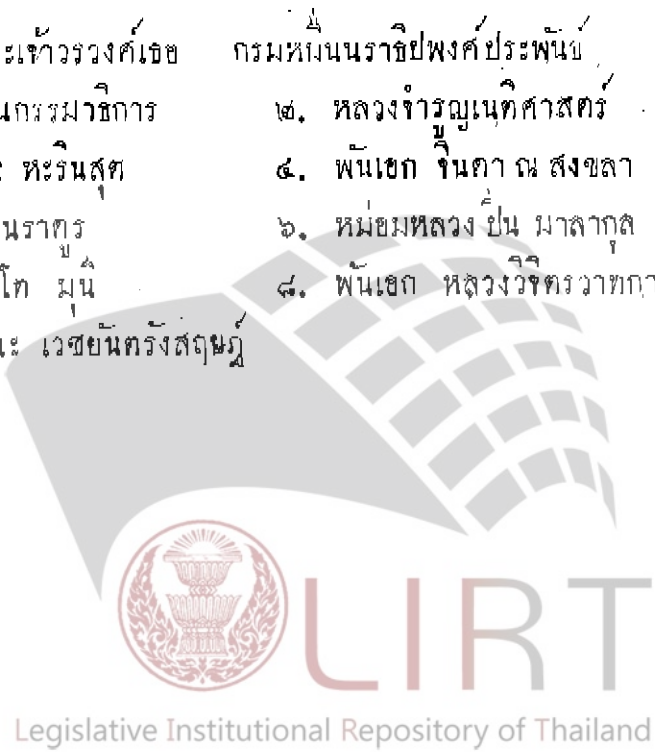 ะเจ้าวรวงศ์เธอ กรมหมื่นนราธิปพงศ์ประพันธ์
นกรรมาธิการ ๒. หลวงจำรูญเนติศาสตร์
หะรินสุต ๔. พันเอก จินดา ณ สงขลา
นราดูร ๖. หม่อมหลวง ปิ่น มาลากุล
โท มุนี ๘. พันเอก หลวงวิจิตรวาทกา
นะ เวชยันตรังสฤษฎ์
LIRT
Legislative Institutional Repository of Thailand